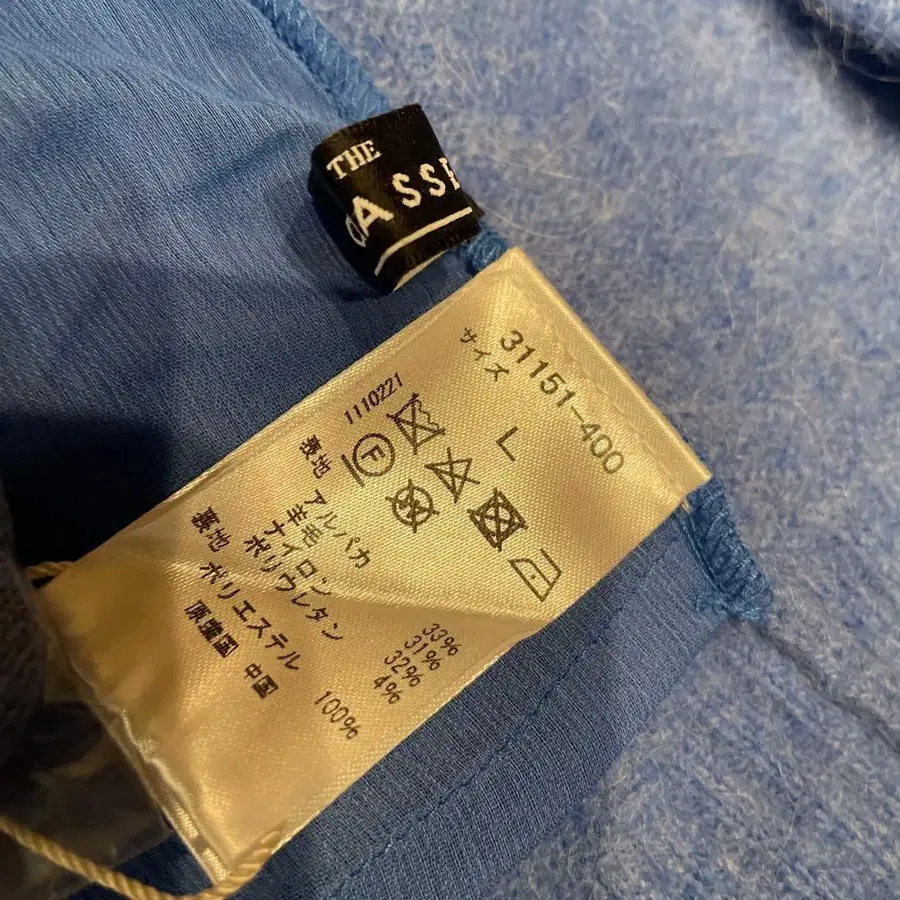 THE
A SSE
31151-400
サイズ
L
1110221
F
表地 アルパカ 33%
羊毛 31%
ナイロン 32%
ポリウレタン 4%
裏地 ポリエステル 100%
原産国 中国